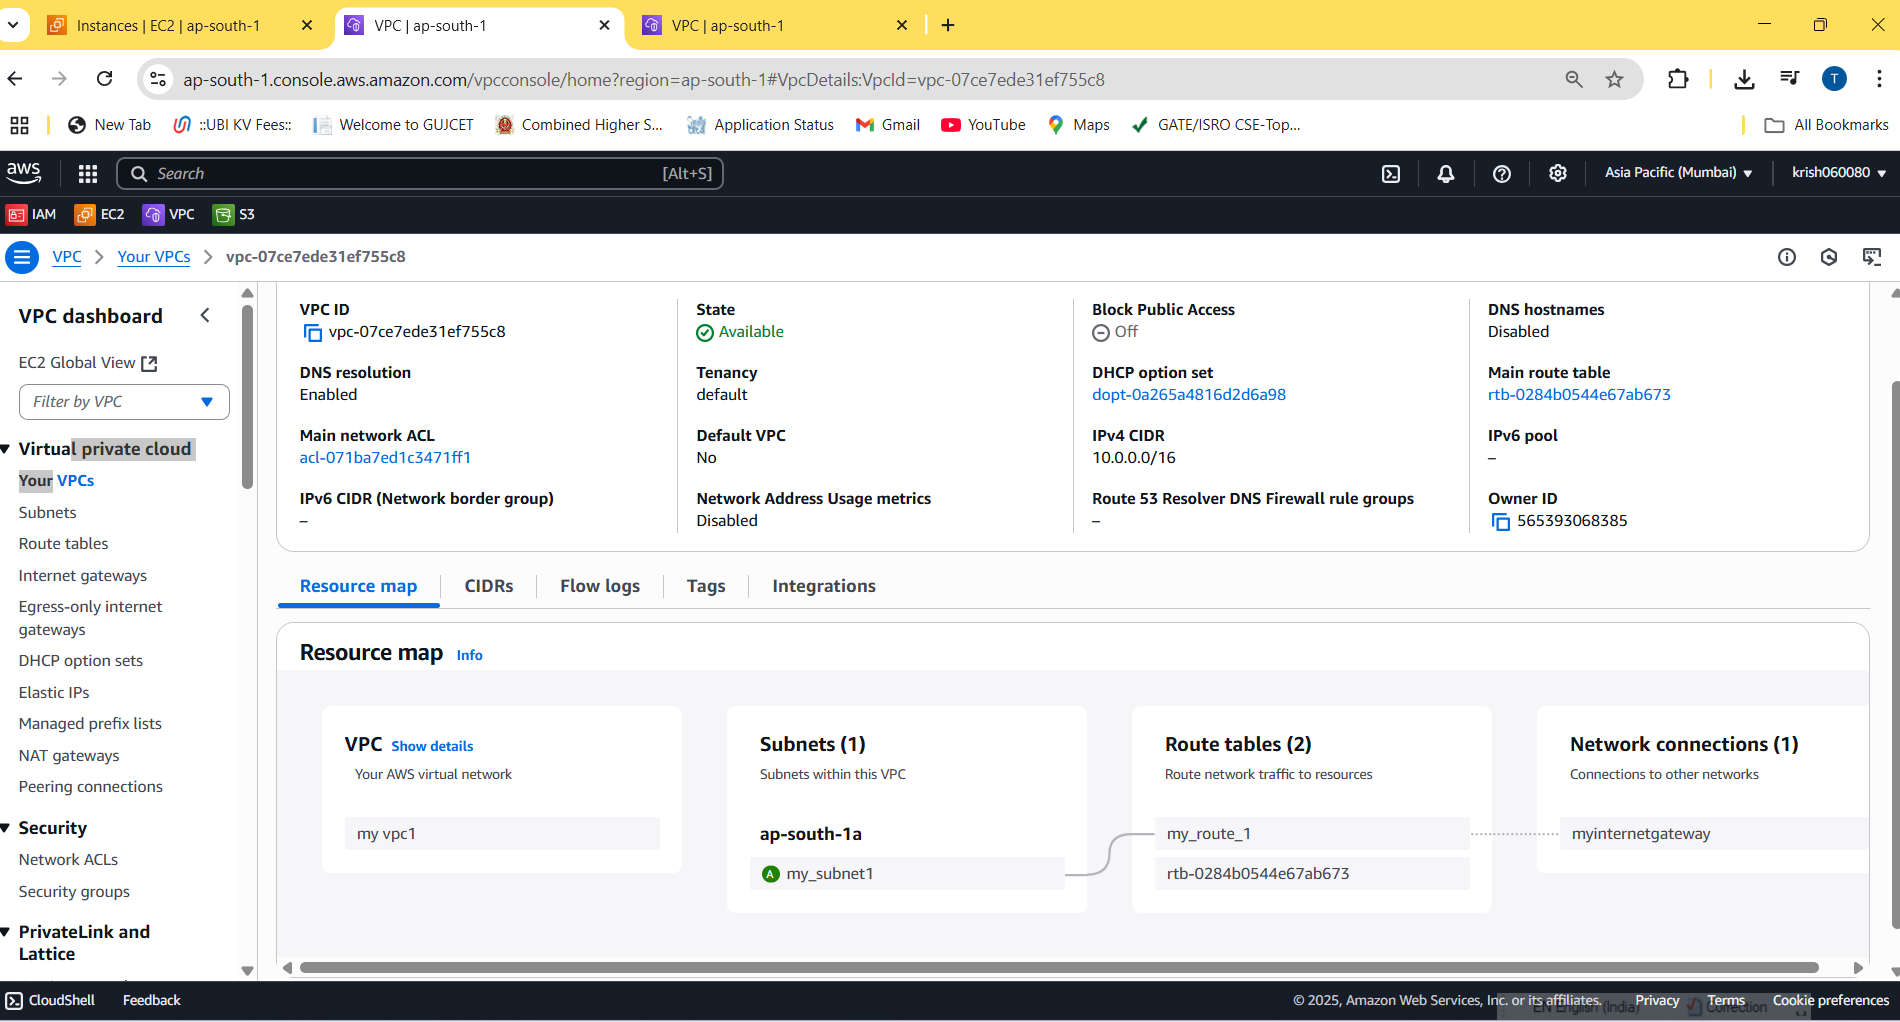 Instances | EC2 | ap-south-1
VPC | ap-south-1
VPC | ap-south-1
ap-south-1.console.aws.amazon.com/vpcconsole/home?region=ap-south-1#VpcDetails:VpcId=vpc-07ce7ede31ef755c8
T
New Tab
::UBI KV Fees::
Welcome to GUJCET
Combined Higher S...
Application Status
Gmail
YouTube
Maps
GATE/ISRO CSE-Top...
All Bookmarks
aws
Search
[Alt+S]
Asia Pacific (Mumbai)
krish060080
IAM
EC2
VPC
S3
VPC
Your VPCs
vpc-07ce7ede31ef755c8
VPC dashboard
EC2 Global View
Filter by VPC
Virtual private cloud
Your VPCs
Subnets
Route tables
Internet gateways
Egress-only internet
gateways
DHCP option sets
Elastic IPs
Managed prefix lists
NAT gateways
Peering connections
Security
Network ACLs
Security groups
PrivateLink and
Lattice
VPC ID
vpc-07ce7ede31ef755c8
State
Available
Block Public Access
Off
DNS hostnames
Disabled
DNS resolution
Enabled
Tenancy
default
DHCP option set
dopt-0a265a4816d2d6a98
Main route table
rtb-0284b0544e67ab673
Main network ACL
acl-071ba7ed1c3471ff1
Default VPC
No
IPv4 CIDR
10.0.0.0/16
IPv6 pool
–
IPv6 CIDR (Network border group)
–
Network Address Usage metrics
Disabled
Route 53 Resolver DNS Firewall rule groups
–
Owner ID
565393068385
Resource map
CIDRs
Flow logs
Tags
Integrations
Resource map Info
VPC Show details
Your AWS virtual network
my vpc1
Subnets (1)
Subnets within this VPC
ap-south-1a
A my_subnet1
Route tables (2)
Route network traffic to resources
my_route_1
rtb-0284b0544e67ab673
Network connections (1)
Connections to other networks
myinternetgateway
CloudShell
Feedback
© 2025, Amazon Web Services, Inc. or its affiliates.
Privacy
Terms
Cookie preferences
EN English (India)
Correction